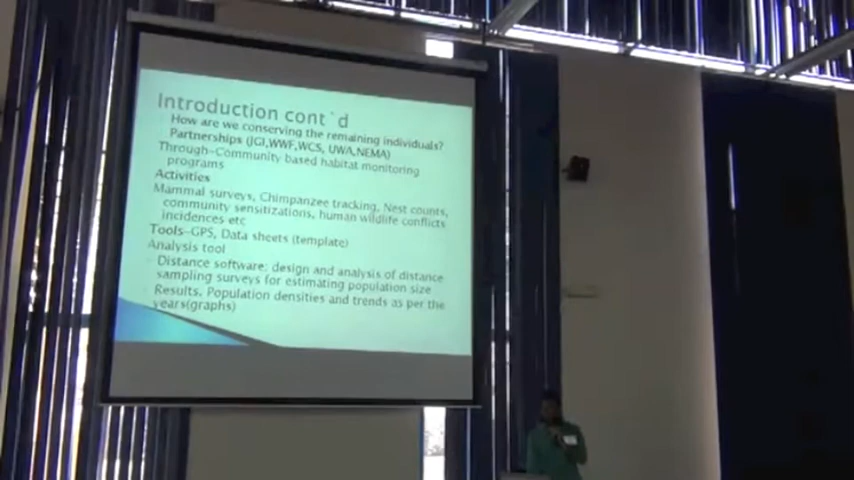 Introduction cont`d
How are we conserving the remaining individuals?
Partnerships (JGI,WWF,WCS, UWA,NEMA)
Through-Community based habitat monitoring
programs
Activities
Mammal surveys, Chimpanzee tracking, Nest counts,
community sensitizations, human wildlife conflicts
incidences etc
Tools-GPS, Data sheets (template)
Analysis tool
Distance software: design and analysis of distance
sampling surveys for estimating population size
Results. Population densities and trends as per the
years(graphs)